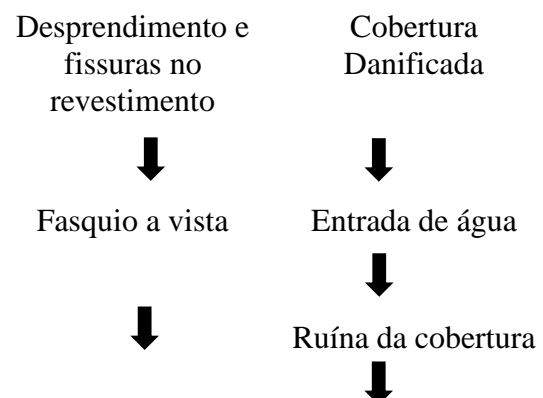 Desprendimento e
fissuras no
revestimento
Cobertura
Danificada
Fasquio a vista
Entrada de água
Ruína da cobertura